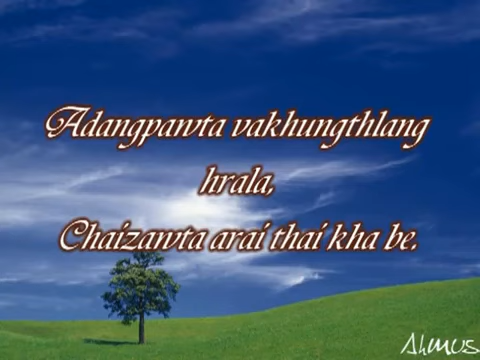 Adangpawta vakhungthlang
hrala,
Chaizawta arai thai kha be.
Ahmus